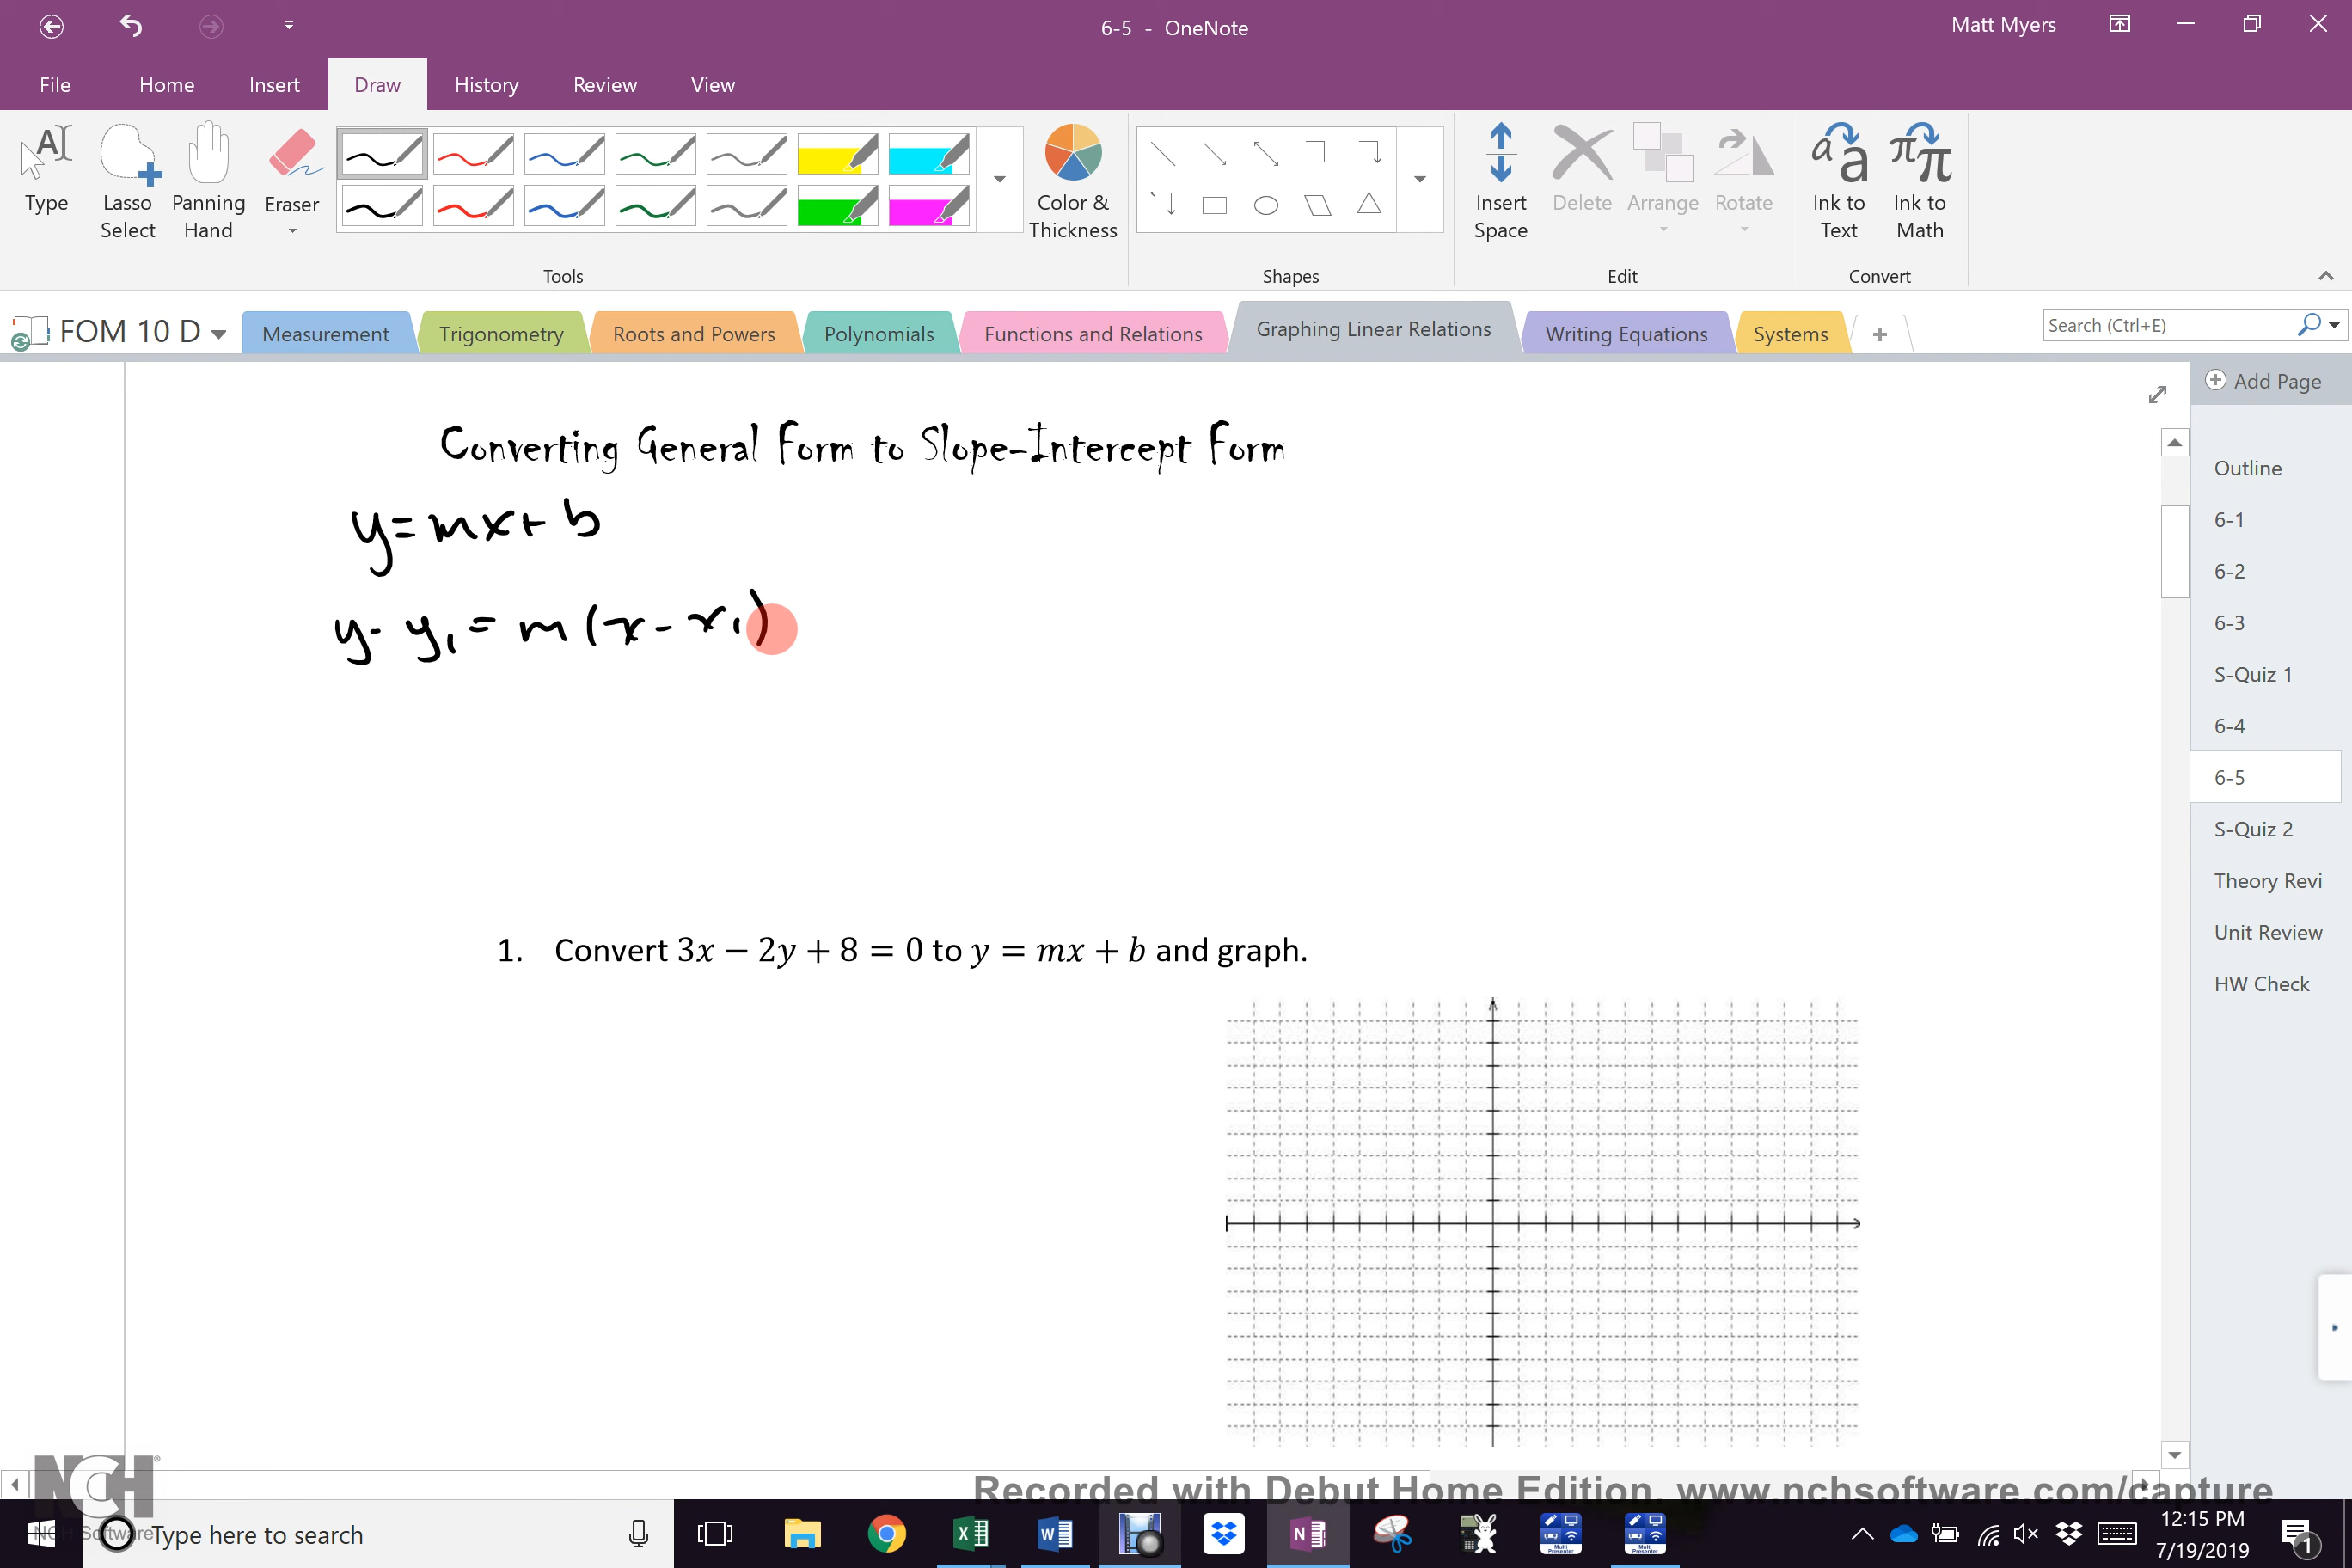 6-5 - OneNote
Matt Myers
File Home Insert Draw History Review View
Type
Lasso Select
Panning Hand
Eraser
Color & Thickness
Insert Space
Delete
Arrange
Rotate
Ink to Text
Ink to Math
Tools
Shapes
Edit
Convert
FOM 10 D
Measurement
Trigonometry
Roots and Powers
Polynomials
Functions and Relations
Graphing Linear Relations
Writing Equations
Systems
Search (Ctrl+E)
Add Page
Converting General Form to Slope-Intercept Form
y = mx + b
y - y₁ = m (x - x₁)
1. Convert 3x − 2y + 8 = 0 to y = mx + b and graph.
Outline
6-1
6-2
6-3
S-Quiz 1
6-4
6-5
S-Quiz 2
Theory Revi
Unit Review
HW Check
NCH
NCH Software
Recorded with Debut Home Edition. www.nchsoftware.com/capture
Type here to search
12:15 PM
7/19/2019
1